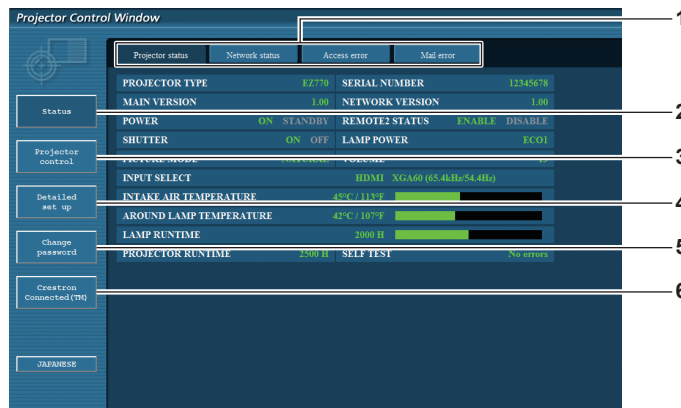 Projector Control Window
1
Projector status Network status Access error Mail error
PROJECTOR TYPE EZ770 SERIAL NUMBER 12345678
MAIN VERSION 1.00 NETWORK VERSION 1.00
Status
2
POWER ON STANDBY REMOTE2 STATUS ENABLE DISABLE
SHUTTER ON OFF LAMP POWER ECO1
Projector control
3
PICTURE MODE NATURAL VOLUME
INPUT SELECT HDMI XGA60 (65.4kHz/54.4Hz)
Detailed set up
4
INTAKE AIR TEMPERATURE 45°C / 113°F
AROUND LAMP TEMPERATURE 42°C / 107°F
LAMP RUNTIME 2000 H
Change password
5
PROJECTOR RUNTIME 2500 H SELF TEST No errors
Crestron Connected(TM)
6
JAPANESE